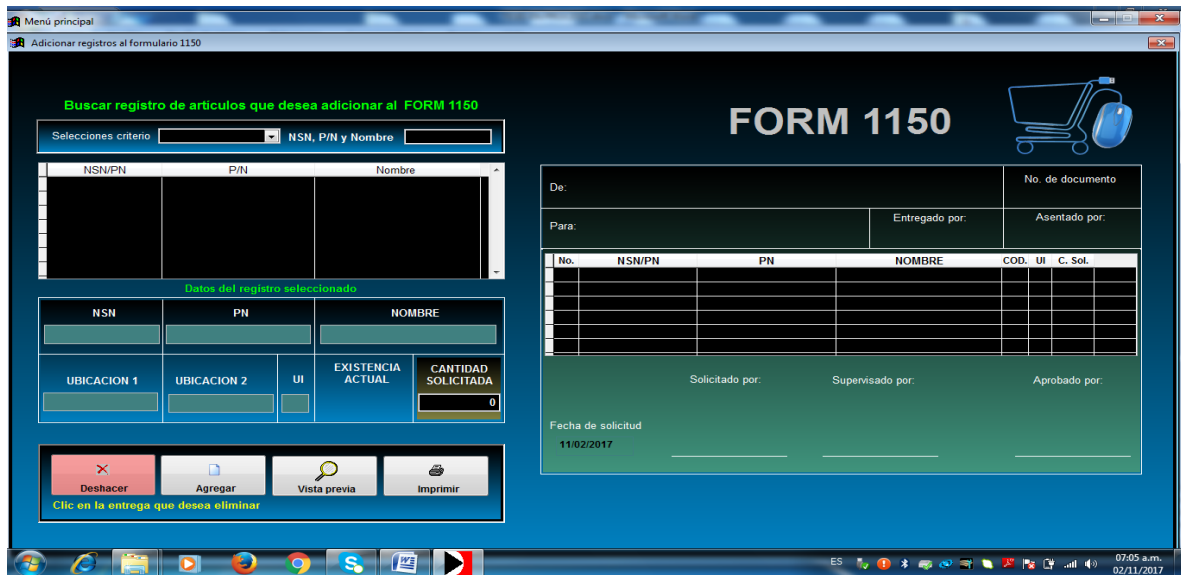 Menú principal
Adicionar registros al formulario 1150
Buscar registro de articulos que desea adicionar al FORM 1150
Selecciones criterio NSN, P/N y Nombre
NSN/PN P/N Nombre
Datos del registro seleccionado
NSN PN NOMBRE
UBICACION 1 UBICACION 2 UI EXISTENCIA ACTUAL CANTIDAD SOLICITADA
0
Deshacer Agregar Vista previa Imprimir
Clic en la entrega que desea eliminar
FORM 1150
De: No. de documento
Para: Entregado por: Asentado por:
No. NSN/PN PN NOMBRE COD. UI C. Sol.
Solicitado por: Supervisado por: Aprobado por:
Fecha de solicitud
11/02/2017
ES 07:05 a.m.
02/11/2017